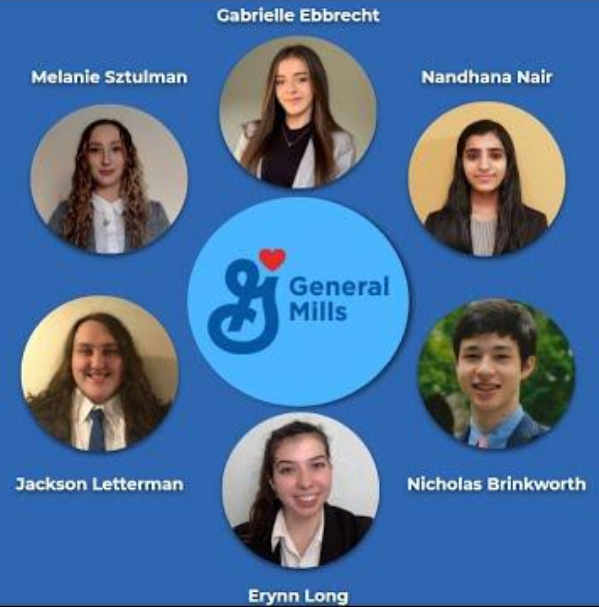 Gabrielle Ebbrecht
Melanie Sztulman
Nandhana Nair
General
Mills
Jackson Letterman
Nicholas Brinkworth
Erynn Long